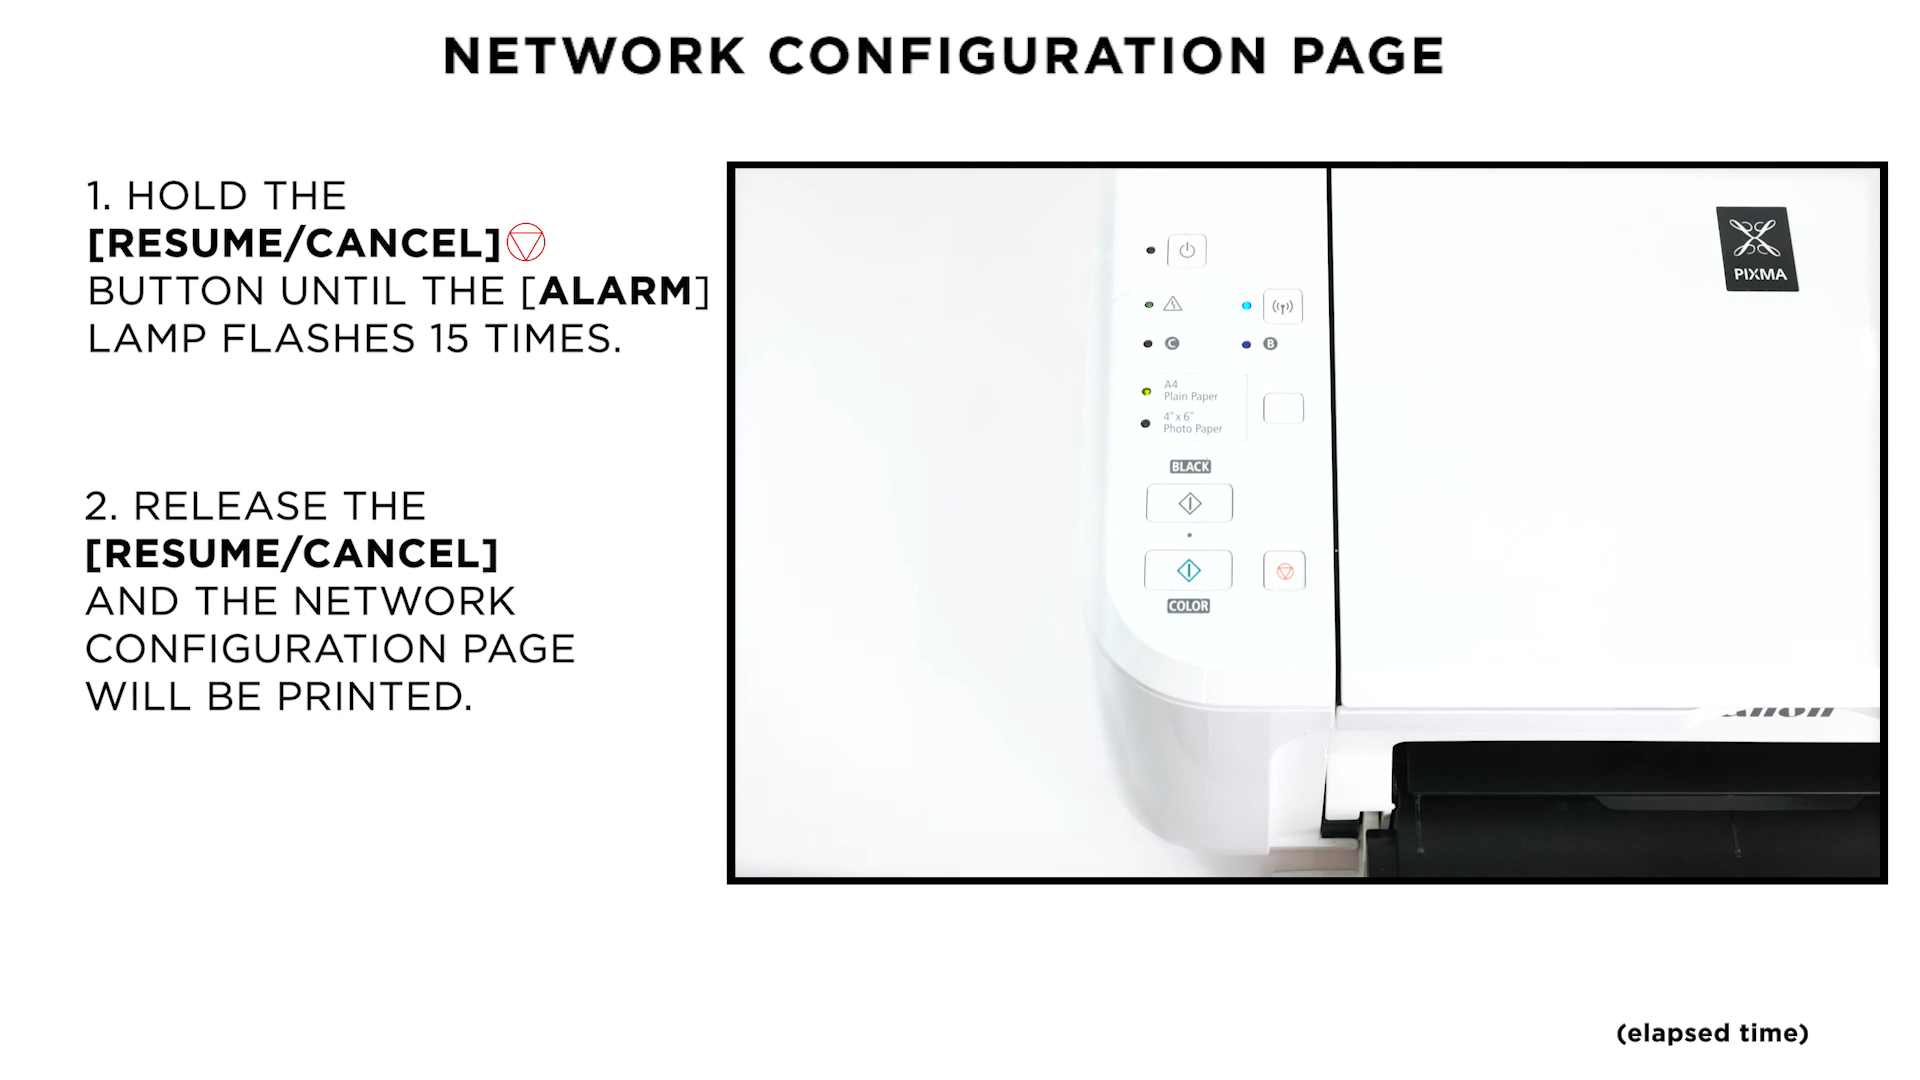 NETWORK CONFIGURATION PAGE
1. HOLD THE
[RESUME/CANCEL]
BUTTON UNTIL THE [ALARM]
LAMP FLASHES 15 TIMES.
2. RELEASE THE
[RESUME/CANCEL]
AND THE NETWORK
CONFIGURATION PAGE
WILL BE PRINTED.
PIXMA
C
B
A4
Plain Paper
4"x6"
Photo Paper
BLACK
COLOR
(elapsed time)